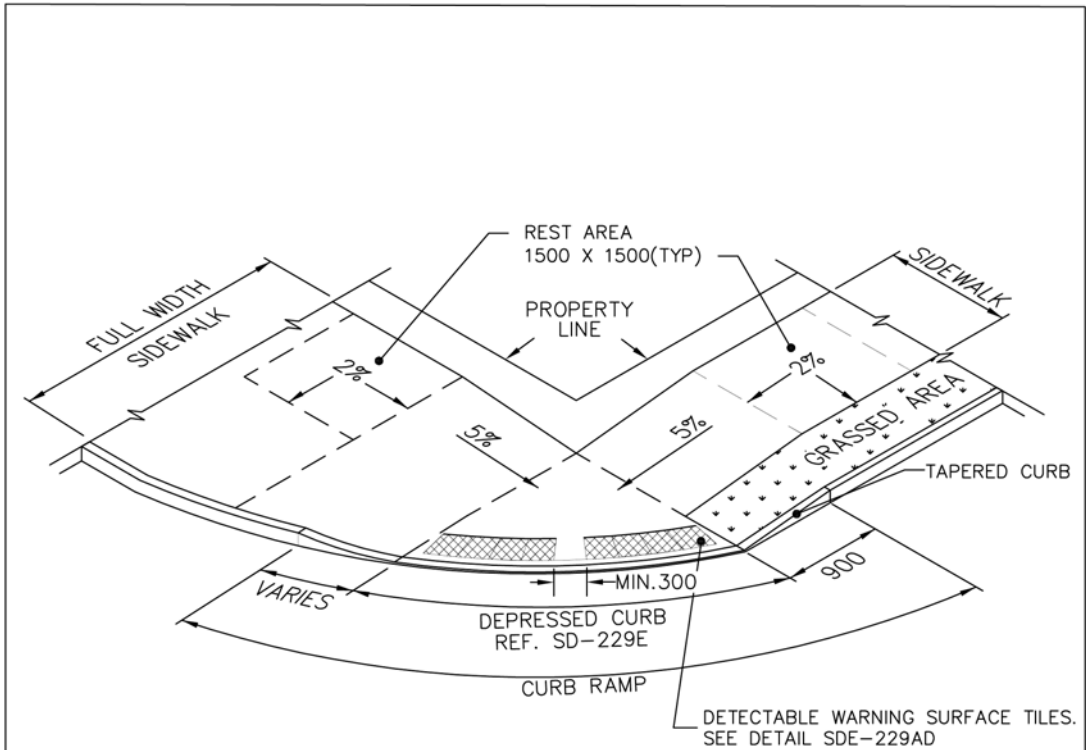 REST AREA
1500 X 1500(TYP)
PROPERTY
LINE
FULL WIDTH
SIDEWALK
SIDEWALK
2%
2%
5%
5%
GRASSED AREA
TAPERED CURB
900
MIN.300
VARIES
DEPRESSED CURB
REF. SD-229E
CURB RAMP
DETECTABLE WARNING SURFACE TILES.
SEE DETAIL SDE-229AD